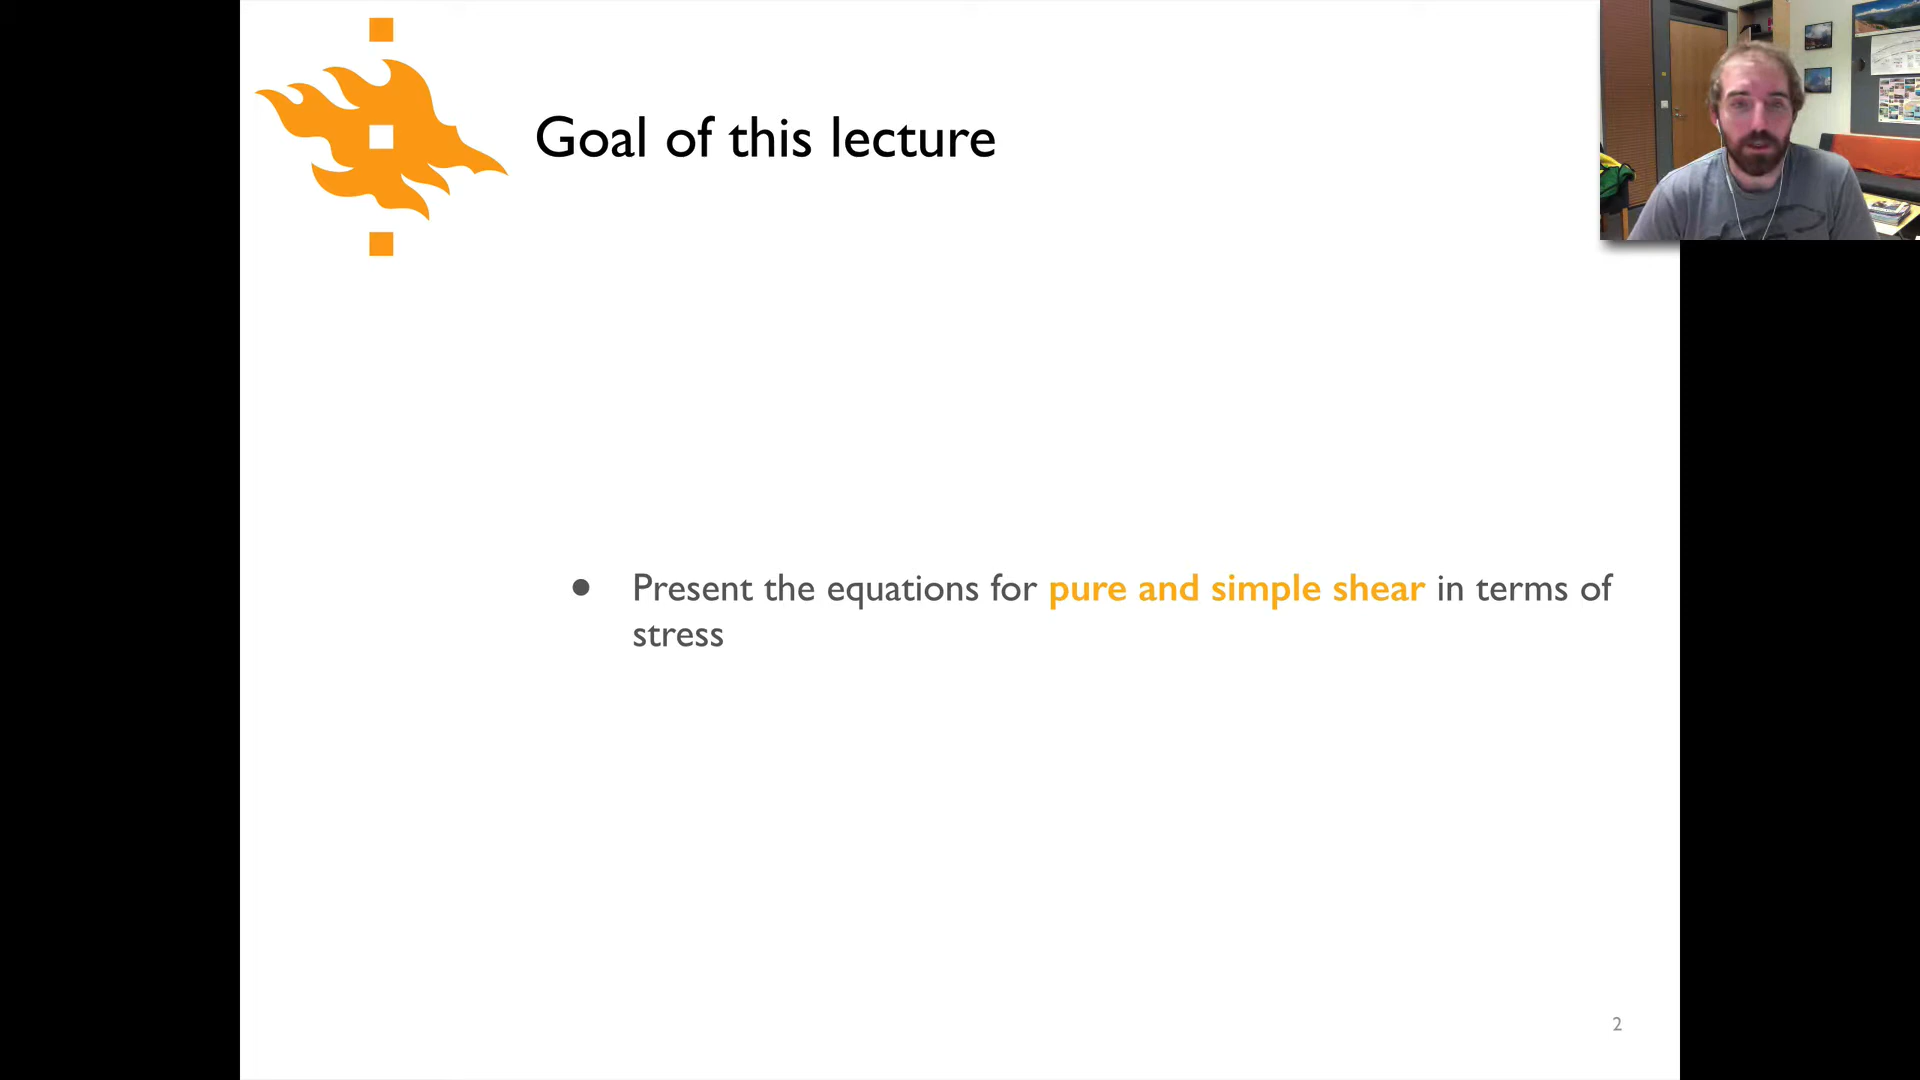 Goal of this lecture
● Present the equations for pure and simple shear in terms of
stress
2